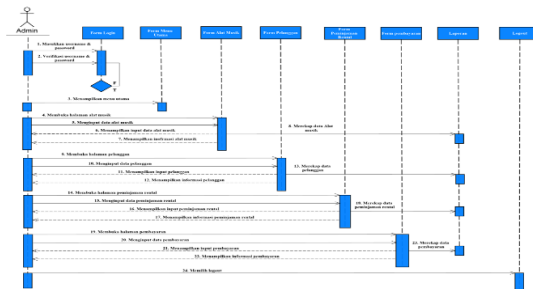 Form Login
Form Menu
Utama
Form Alat Musik
Form Pelanggan
Form
Peminjaman
Rental
Form pembayaran
Laporan
Logout
Admin
1. Masukkan username &
password
2. Verifikasi username &
password
3. Menampilkan menu utama
4. Membuka halaman alat musik
5. Menginput data alat musik
6. Menampilkan input data alat musik
7. Menampilkan informasi alat musik
8. Merekap data alat
musik
9. Membuka halaman pelanggan
10. Menginput data pelanggan
11. Menampilkan input pelanggan
12. Menampilkan informasi pelanggan
13. Merekap data
pelanggan
14. Membuka halaman peminjaman rental
15. Menginput data peminjaman rental
16. Menampilkan input peminjaman rental
17. Menampilkan informasi peminjaman rental
18. Merekap data
peminjaman rental
19. Membuka halaman pembayaran
20. Menginput data pembayaran
21. Menampilkan input pembayaran
22. Merekap data
pembayaran
23. Menampilkan informasi pembayaran
24. Memilih logout